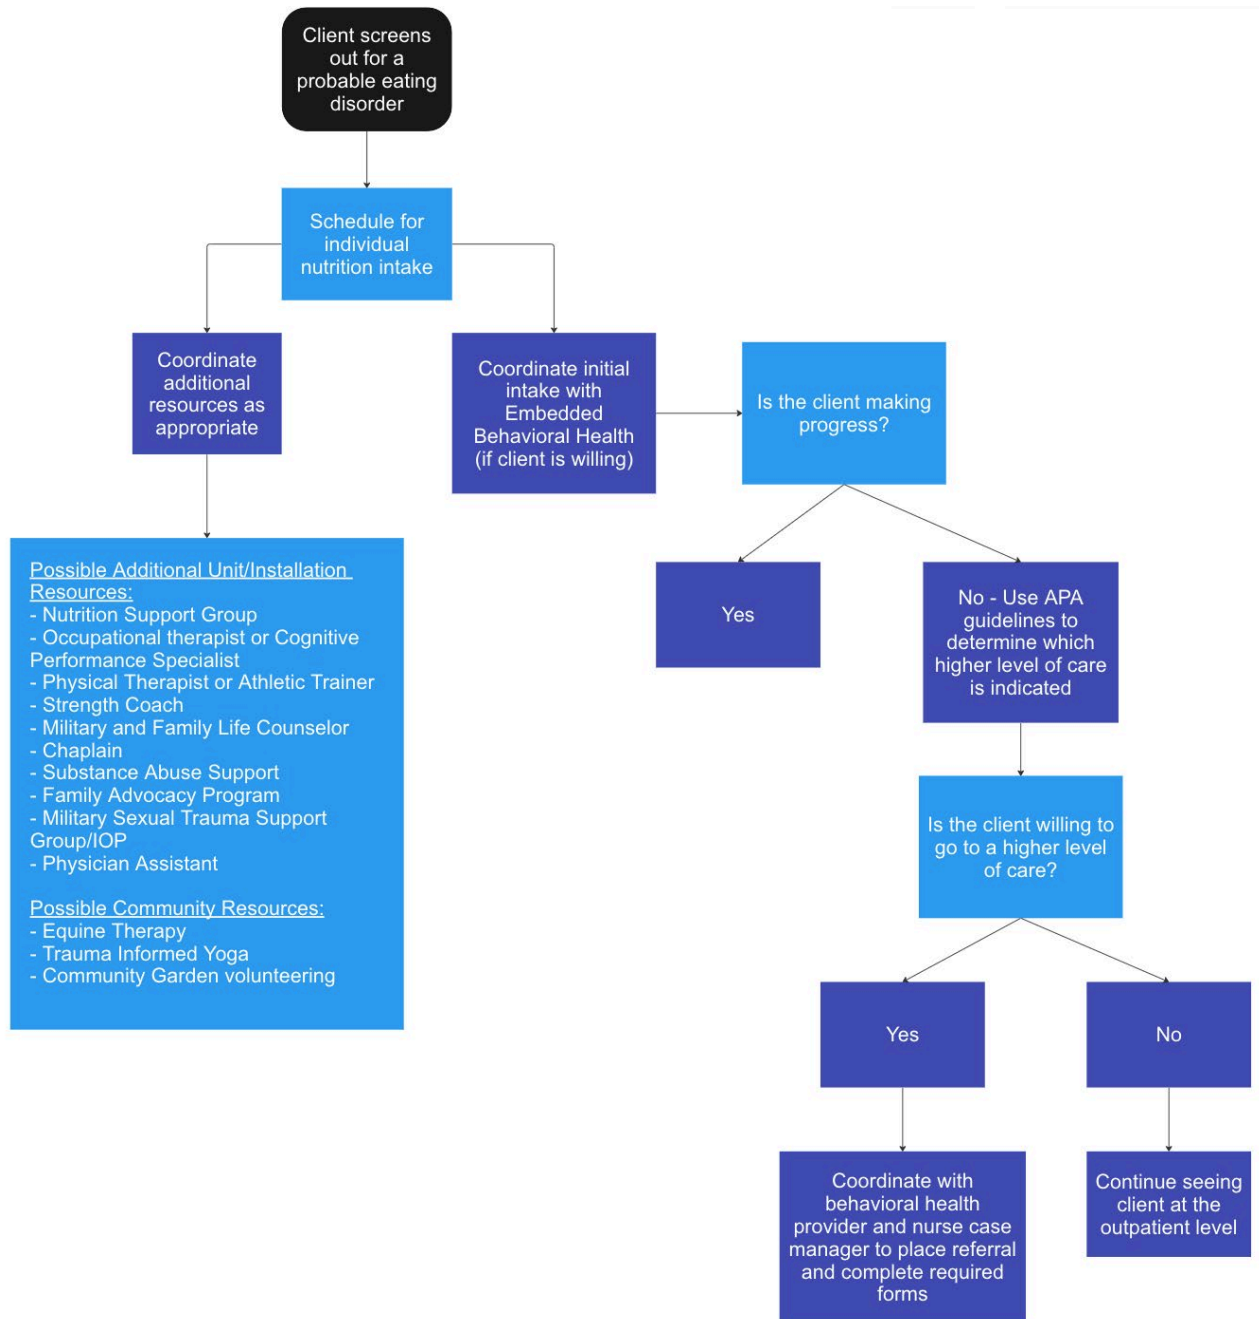 Client screens
out for a
probable eating
disorder
Schedule for
individual
nutrition intake
Coordinate
additional
resources as
appropriate
Coordinate initial
intake with
Embedded
Behavioral Health
(if client is willing)
Is the client making
progress?
Possible Additional Unit/Installation
Resources:
- Nutrition Support Group
- Occupational therapist or Cognitive
Performance Specialist
- Physical Therapist or Athletic Trainer
- Strength Coach
- Military and Family Life Counselor
- Chaplain
- Substance Abuse Support
- Family Advocacy Program
- Military Sexual Trauma Support
Group/IOP
- Physician Assistant
Possible Community Resources:
- Equine Therapy
- Trauma Informed Yoga
- Community Garden volunteering
Yes
No - Use APA
guidelines to
determine which
higher level of care
is indicated
Is the client willing to
go to a higher level
of care?
Yes
No
Coordinate with
behavioral health
provider and nurse case
manager to place referral
and complete required
forms
Continue seeing
client at the
outpatient level